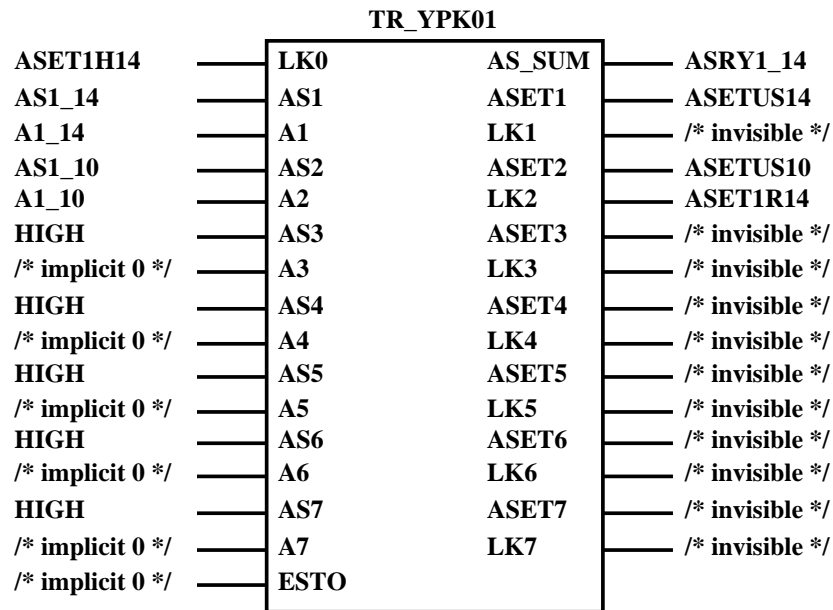 TR_YPK01
ASET1H14 LK0 AS_SUM ASRY1_14
AS1_14 AS1 ASET1 ASETUS14
A1_14 A1 LK1 /* invisible */
AS1_10 AS2 ASET2 ASETUS10
A1_10 A2 LK2 ASET1R14
HIGH AS3 ASET3 /* invisible */
/* implicit 0 */ A3 LK3 /* invisible */
HIGH AS4 ASET4 /* invisible */
/* implicit 0 */ A4 LK4 /* invisible */
HIGH AS5 ASET5 /* invisible */
/* implicit 0 */ A5 LK5 /* invisible */
HIGH AS6 ASET6 /* invisible */
/* implicit 0 */ A6 LK6 /* invisible */
HIGH AS7 ASET7 /* invisible */
/* implicit 0 */ A7 LK7 /* invisible */
/* implicit 0 */ ESTO